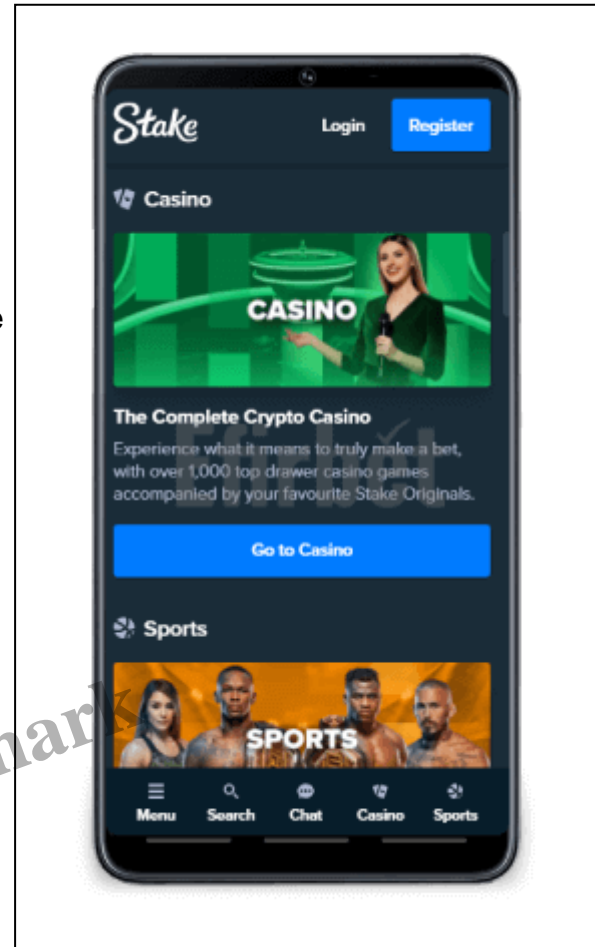 Stake
Login
Register
Casino
CASINO
The Complete Crypto Casino
Experience what it means to truly make a bet,
with over 1,000 top drawer casino games
accompanied by your favourite Stake Originals.
Efirbet
Go to Casino
Sports
SPORTS
Menu
Search
Chat
Casino
Sports